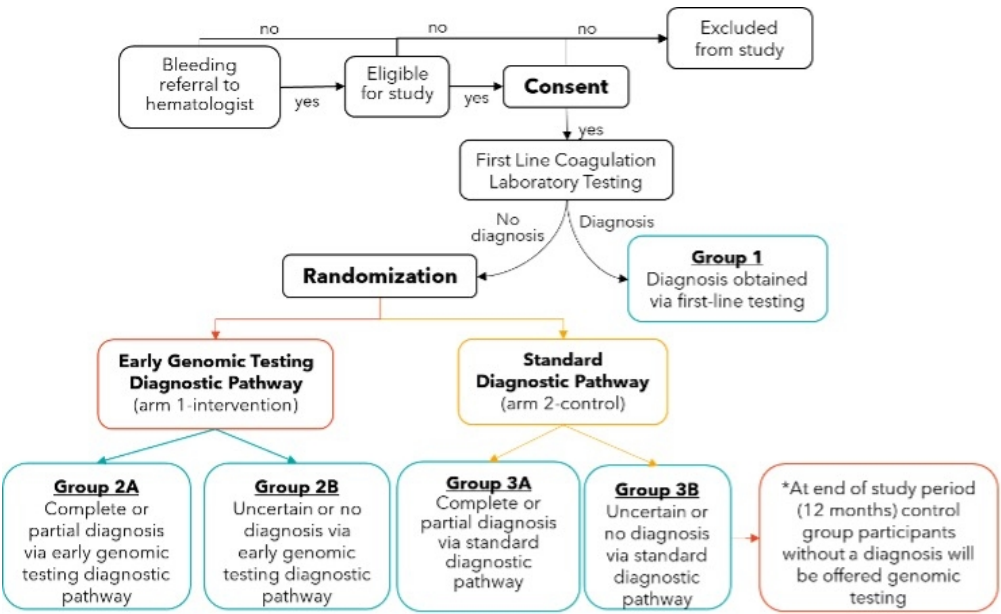 no
no
no
Excluded
from study
Bleeding
referral to
hematologist
yes
Eligible
for study
yes
Consent
yes
First Line Coagulation
Laboratory Testing
No
diagnosis
Diagnosis
Group 1
Diagnosis obtained
via first-line testing
Randomization
Early Genomic Testing
Diagnostic Pathway
(arm 1-intervention)
Standard
Diagnostic Pathway
(arm 2-control)
Group 2A
Complete or
partial diagnosis
via early genomic
testing diagnostic
pathway
Group 2B
Uncertain or no
diagnosis via
early genomic
testing diagnostic
pathway
Group 3A
Complete or
partial diagnosis
via standard
diagnostic
pathway
Group 3B
Uncertain or
no diagnosis
via standard
diagnostic
pathway
*At end of study period
(12 months) control
group participants
without a diagnosis will
be offered genomic
testing